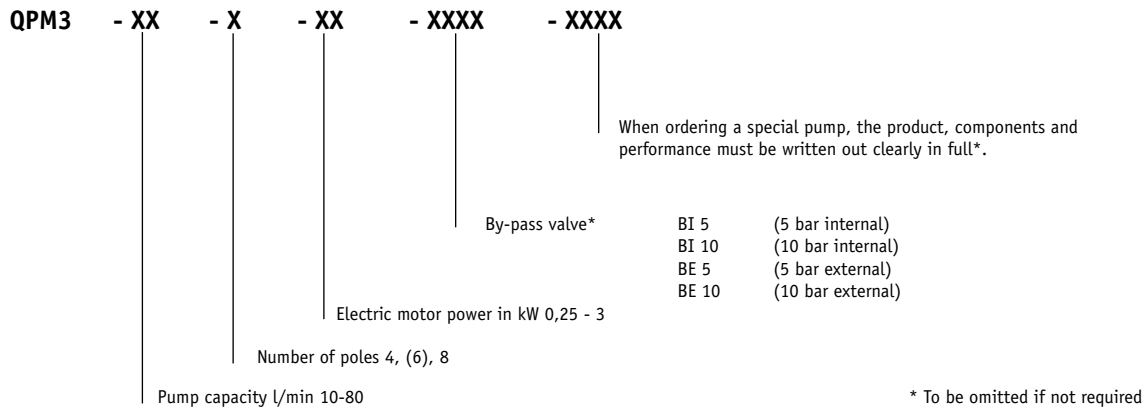 QPM3 - XX - X - XX - XXXX - XXXX
When ordering a special pump, the product, components and
performance must be written out clearly in full*.
By-pass valve* BI 5 (5 bar internal)
BI 10 (10 bar internal)
BE 5 (5 bar external)
BE 10 (10 bar external)
Electric motor power in kW 0,25 - 3
Number of poles 4, (6), 8
Pump capacity l/min 10-80 * To be omitted if not required